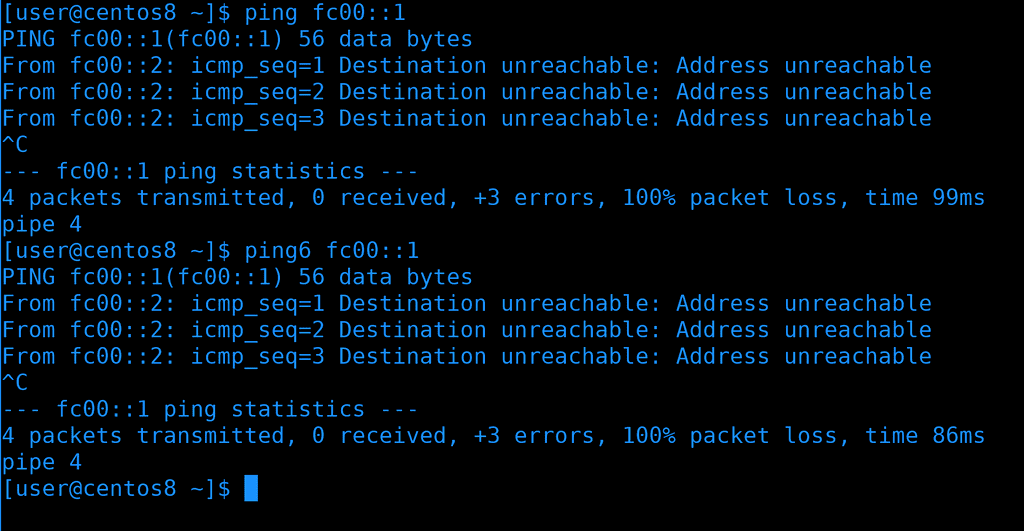 [user@centos8 ~]$ ping fc00::1
PING fc00::1(fc00::1) 56 data bytes
From fc00::2: icmp_seq=1 Destination unreachable: Address unreachable
From fc00::2: icmp_seq=2 Destination unreachable: Address unreachable
From fc00::2: icmp_seq=3 Destination unreachable: Address unreachable
^C
--- fc00::1 ping statistics ---
4 packets transmitted, 0 received, +3 errors, 100% packet loss, time 99ms
pipe 4
[user@centos8 ~]$ ping6 fc00::1
PING fc00::1(fc00::1) 56 data bytes
From fc00::2: icmp_seq=1 Destination unreachable: Address unreachable
From fc00::2: icmp_seq=2 Destination unreachable: Address unreachable
From fc00::2: icmp_seq=3 Destination unreachable: Address unreachable
^C
--- fc00::1 ping statistics ---
4 packets transmitted, 0 received, +3 errors, 100% packet loss, time 86ms
pipe 4
[user@centos8 ~]$